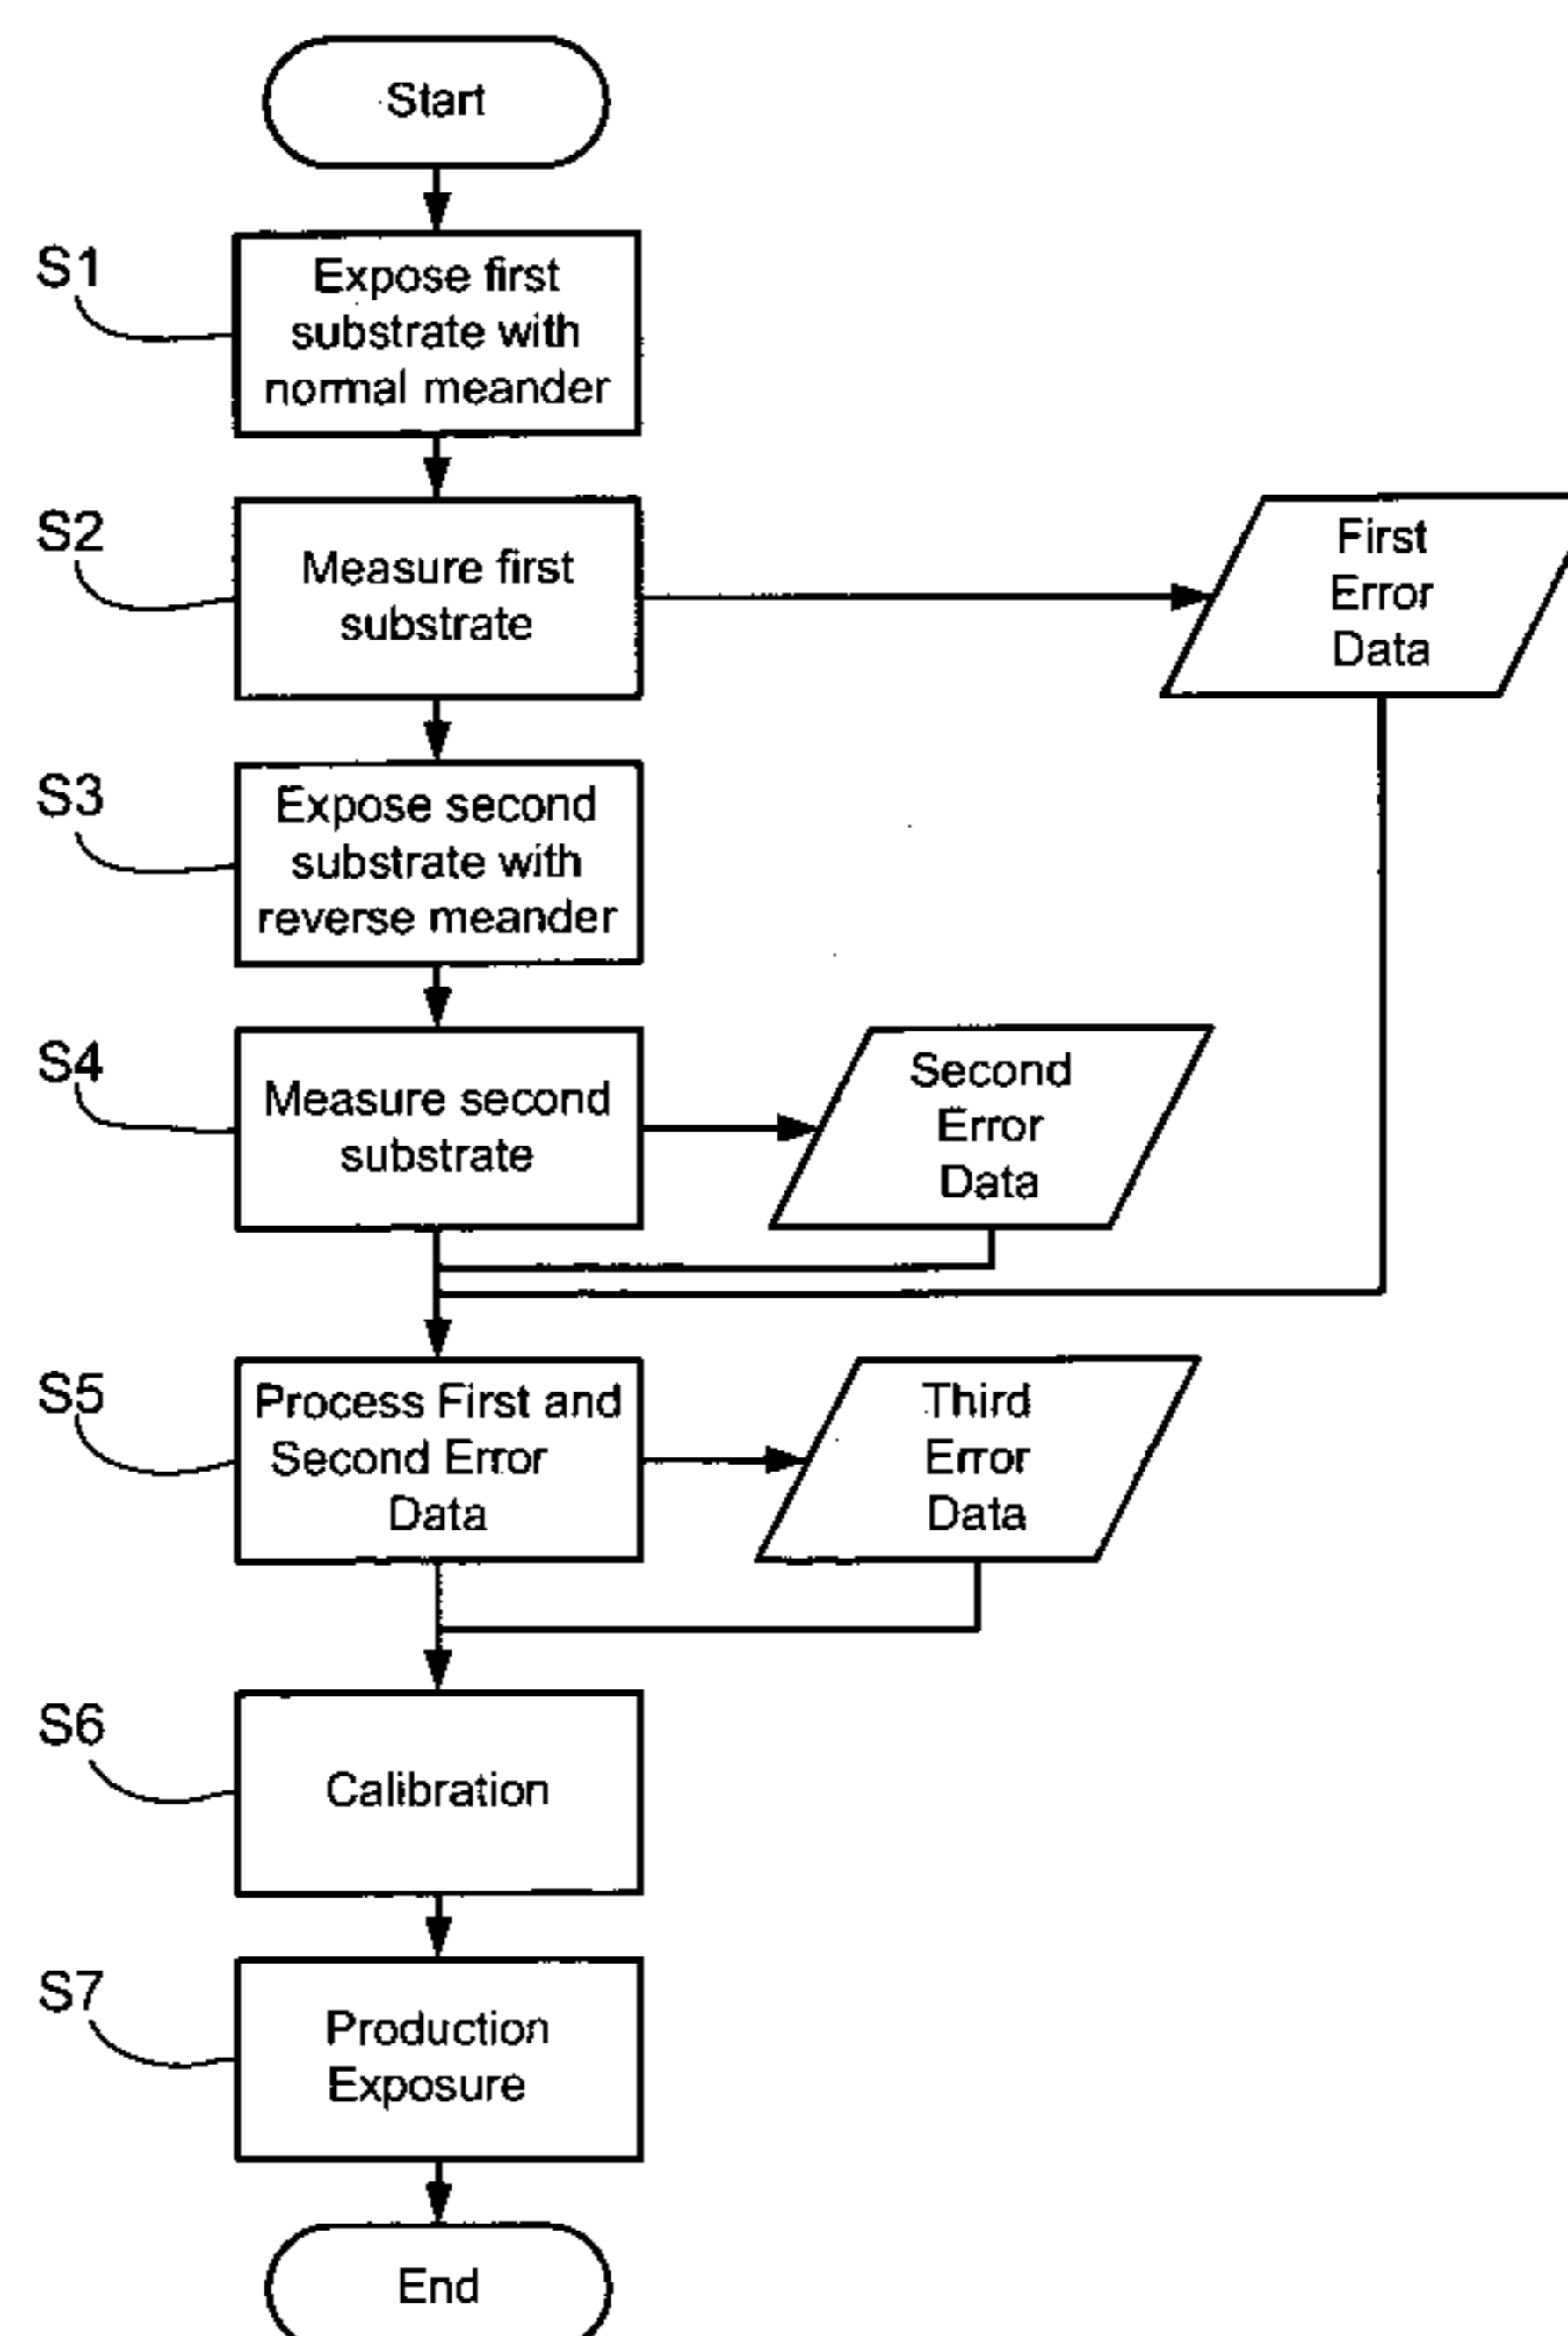 Start
S1
Expose first
substrate with
normal meander
S2
Measure first
substrate
First
Error
Data
S3
Expose second
substrate with
reverse meander
S4
Measure second
substrate
Second
Error
Data
S5
Process First and
Second Error
Data
Third
Error
Data
S6
Calibration
S7
Production
Exposure
End